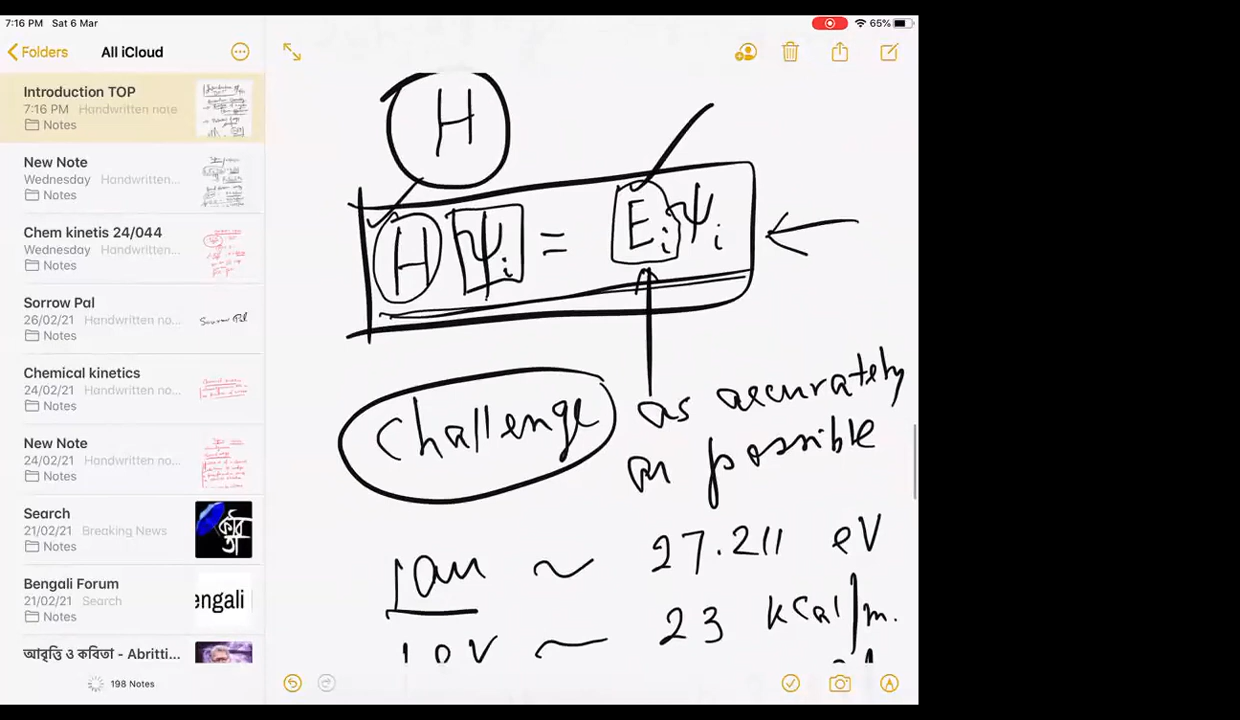 7:16 PM Sat 6 Mar
65%
Folders
All iCloud
Introduction TOP
7:16 PM Handwritten note
Notes
New Note
Wednesday Handwritten...
Notes
Chem kinetis 24/044
Wednesday Handwritten...
Notes
Sorrow Pal
26/02/21 Handwritten no...
Notes
Chemical kinetics
24/02/21 Handwritten no...
Notes
New Note
24/02/21 Handwritten no...
Notes
Search
21/02/21 Breaking News
Notes
Bengali Forum
21/02/21 Search
Notes
engali
আবৃত্তি ও কবিতা - Abritti...
198 Notes
H
H ψi = Ei ψi
Challenge as accurately
as possible
1au ~ 27.211 eV
1eV ~ 23 kCal/m.